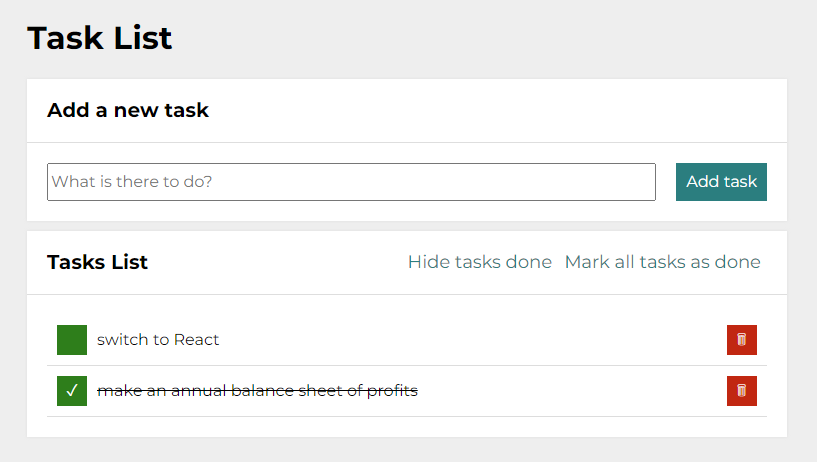 Task List
Add a new task
What is there to do?
Add task
Tasks List
Hide tasks done
Mark all tasks as done
switch to React
✓ make an annual balance sheet of profits